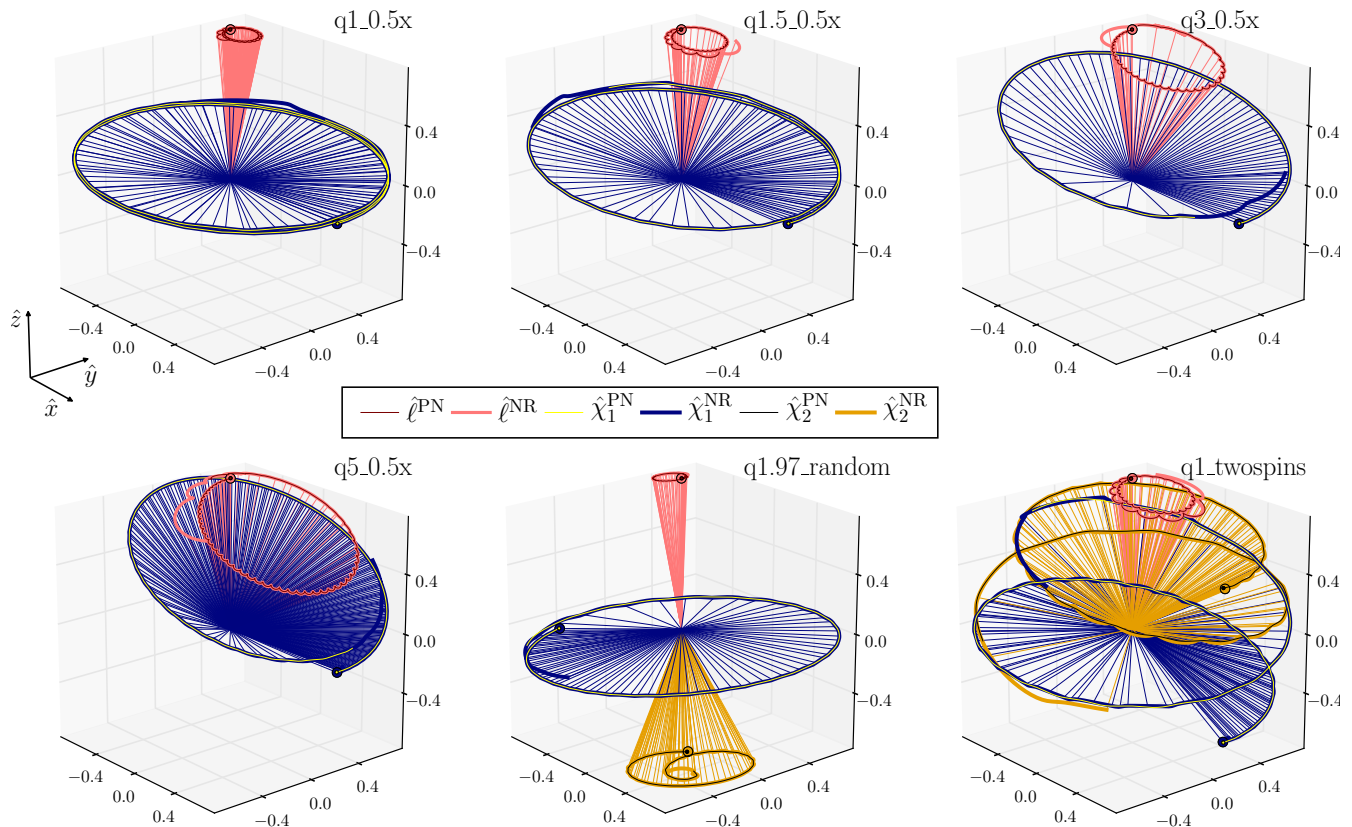 q1_0.5x q1.5_0.5x q3_0.5x
0.4 0.4 0.4
0.0 0.0 0.0
−0.4 −0.4 −0.4
−0.4 0.0 0.4 −0.4 0.0 0.4
−0.4 0.0 0.4 −0.4 0.0 0.4
−0.4 0.0 0.4 −0.4 0.0 0.4
ẑ
ŷ
x̂
ℓ̂^PN ℓ̂^NR χ̂₁^PN χ̂₁^NR χ̂₂^PN χ̂₂^NR
q5_0.5x q1.97_random q1_twospins
0.4 0.4 0.4
0.0 0.0 0.0
−0.4 −0.4 −0.4
−0.4 0.0 0.4 −0.4 0.0 0.4
−0.4 0.0 0.4 −0.4 0.0 0.4
−0.4 0.0 0.4 −0.4 0.0 0.4